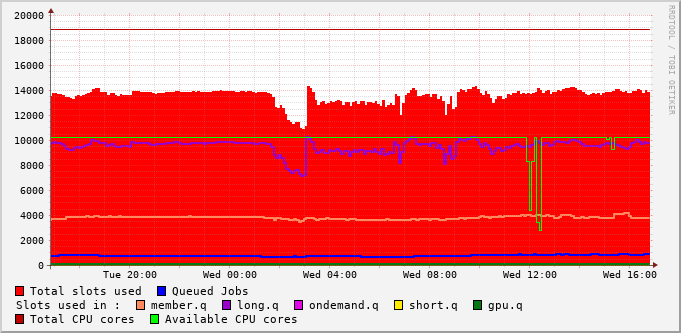 RRDTOOL / TOBI OETIKER
20000
18000
16000
14000
12000
10000
8000
6000
4000
2000
0
Tue 20:00 Wed 00:00 Wed 04:00 Wed 08:00 Wed 12:00 Wed 16:00
Total slots used Queued Jobs
Slots used in : member.q long.q ondemand.q short.q gpu.q
Total CPU cores Available CPU cores